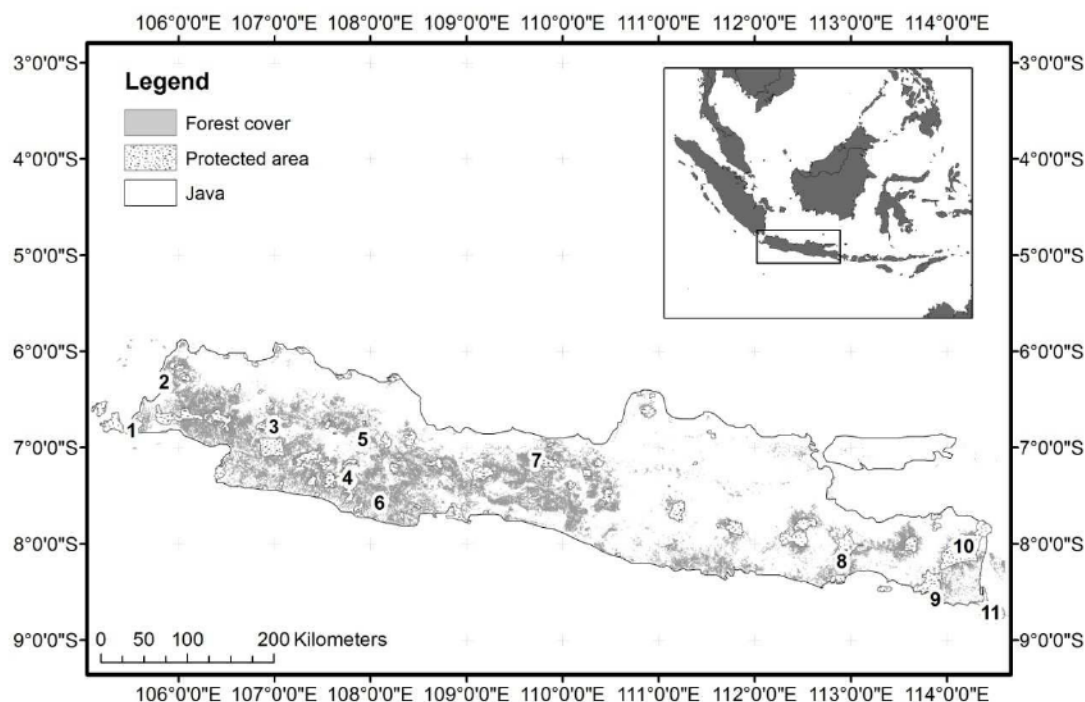 106°0'0"E 107°0'0"E 108°0'0"E 109°0'0"E 110°0'0"E 111°0'0"E 112°0'0"E 113°0'0"E 114°0'0"E
3°0'0"S 3°0'0"S
Legend
Forest cover
Protected area
Java
4°0'0"S 4°0'0"S
5°0'0"S 5°0'0"S
6°0'0"S 6°0'0"S
2
1 3
5
7°0'0"S 7°0'0"S
7
4
6
8°0'0"S 8°0'0"S
10
8
9
11
9°0'0"S 9°0'0"S
0 50 100 200 Kilometers
106°0'0"E 107°0'0"E 108°0'0"E 109°0'0"E 110°0'0"E 111°0'0"E 112°0'0"E 113°0'0"E 114°0'0"E